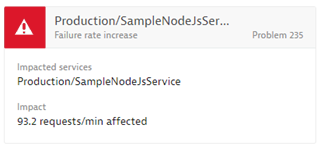 Production/SampleNodeJsSer...
Failure rate increase Problem 235
Impacted services
Production/SampleNodeJsService
Impact
93.2 requests/min affected